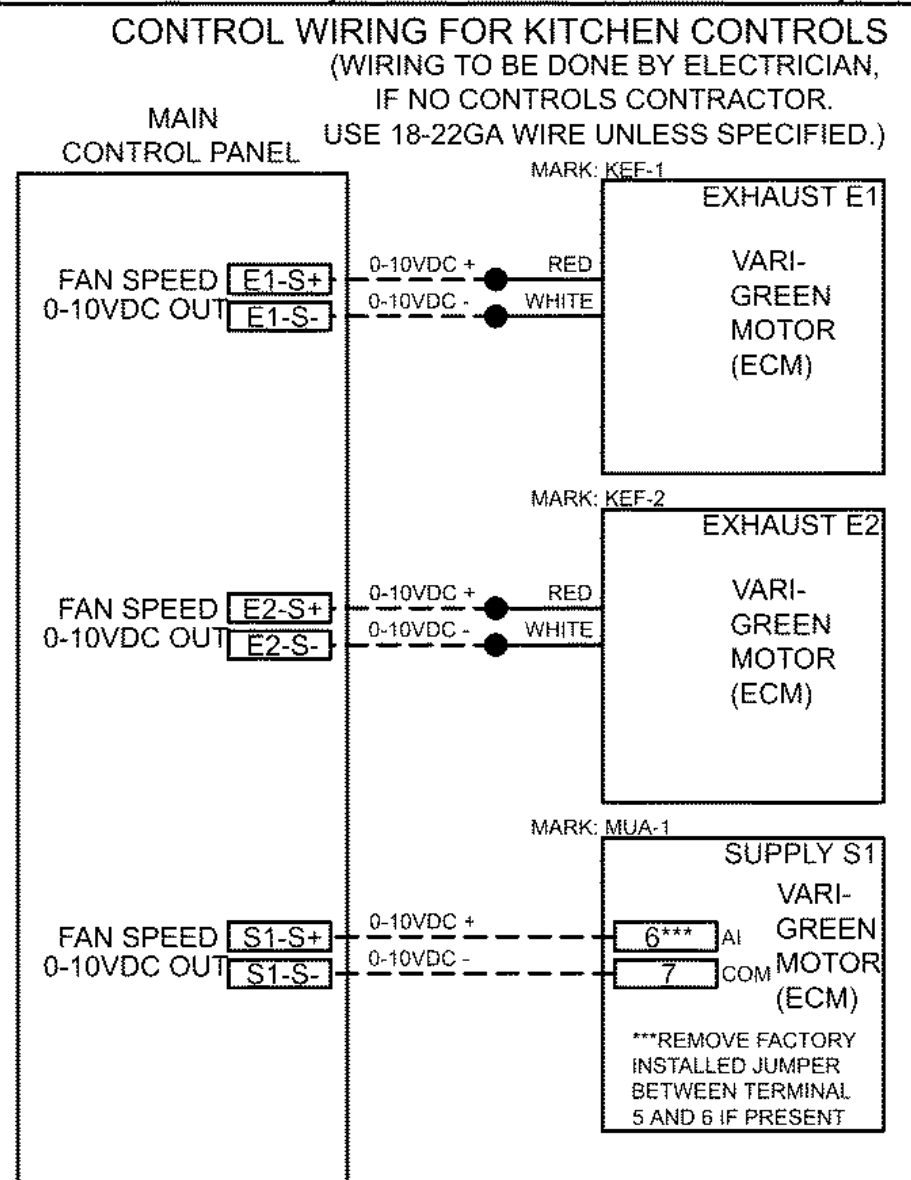 CONTROL WIRING FOR KITCHEN CONTROLS
(WIRING TO BE DONE BY ELECTRICIAN,
IF NO CONTROLS CONTRACTOR.
USE 18-22GA WIRE UNLESS SPECIFIED.)
MAIN
CONTROL PANEL
MARK: KEF-1
EXHAUST E1
FAN SPEED E1-S+ 0-10VDC + RED
0-10VDC OUT E1-S- 0-10VDC - WHITE
VARI-
GREEN
MOTOR
(ECM)
MARK: KEF-2
EXHAUST E2
FAN SPEED E2-S+ 0-10VDC + RED
0-10VDC OUT E2-S- 0-10VDC - WHITE
VARI-
GREEN
MOTOR
(ECM)
MARK: MUA-1
SUPPLY S1
FAN SPEED S1-S+ 0-10VDC + 6*** AI
0-10VDC OUT S1-S- 0-10VDC - 7 COM
VARI-
GREEN
MOTOR
(ECM)
***REMOVE FACTORY
INSTALLED JUMPER
BETWEEN TERMINAL
5 AND 6 IF PRESENT